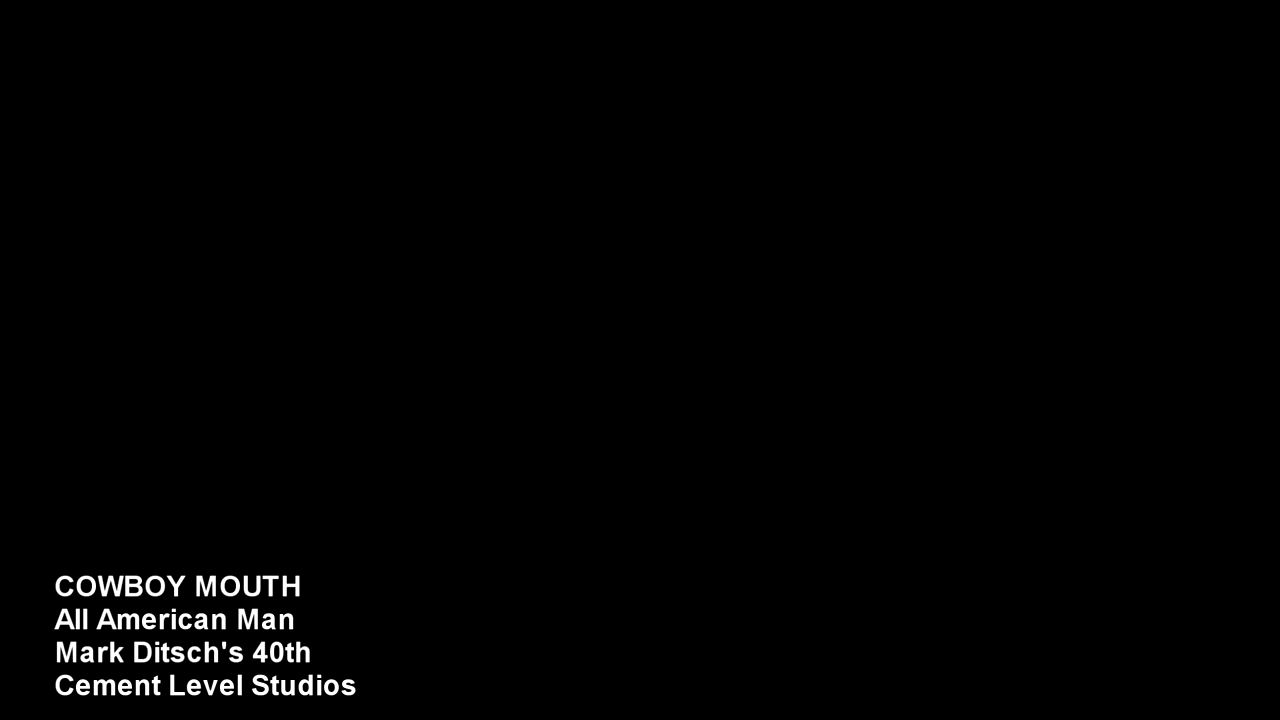 COWBOY MOUTH
All American Man
Mark Ditsch's 40th
Cement Level Studios